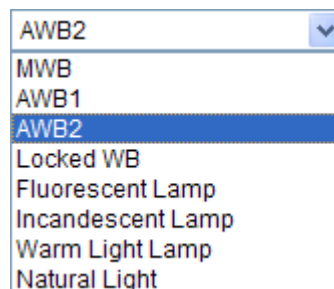 AWB2
MWB
AWB1
AWB2
Locked WB
Fluorescent Lamp
Incandescent Lamp
Warm Light Lamp
Natural Light